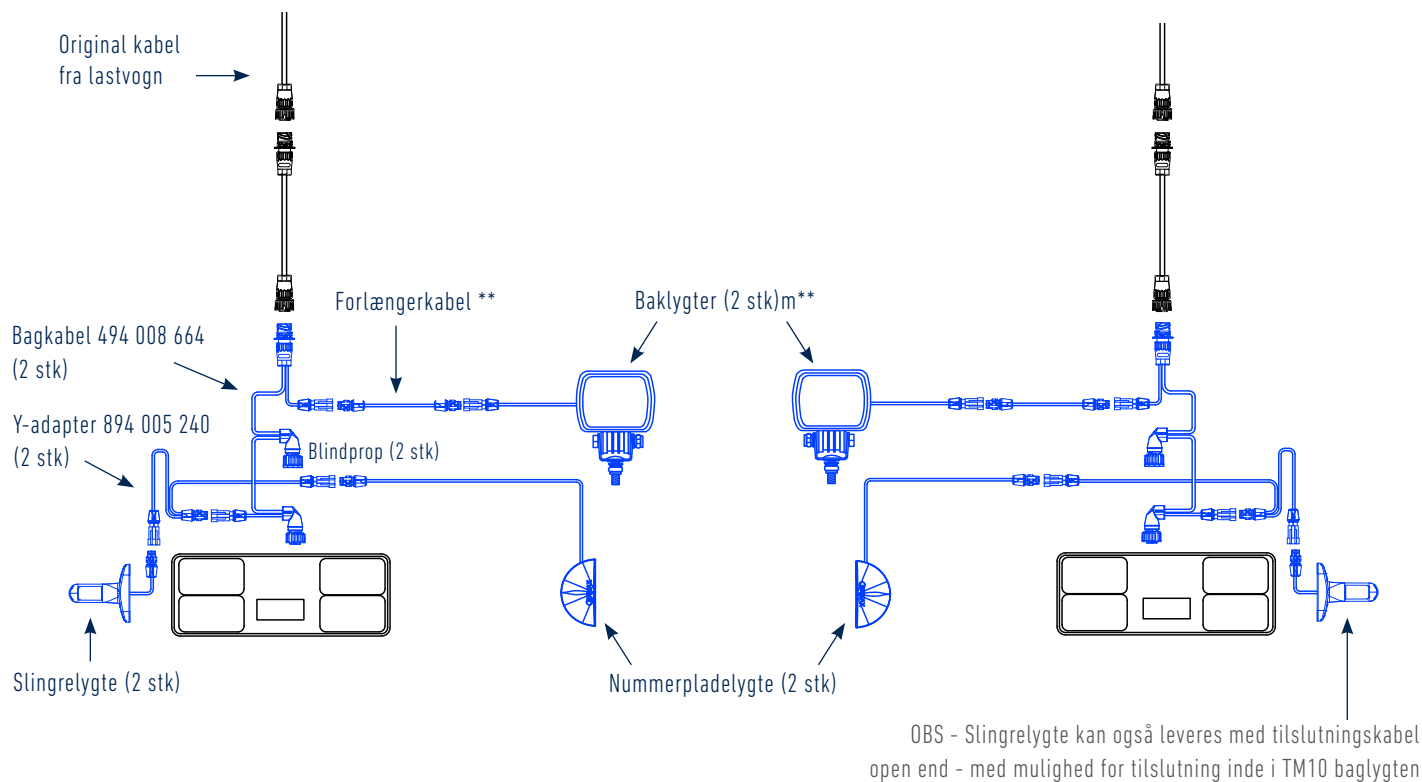 Original kabel
fra lastvogn
Forlængerkabel **
Baklygter (2 stk)m**
Bagkabel 494 008 664
(2 stk)
Y-adapter 894 005 240
(2 stk)
Blindprop (2 stk)
Slingrelygte (2 stk)
Nummerpladelygte (2 stk)
OBS - Slingrelygte kan også leveres med tilslutningskabel
open end - med mulighed for tilslutning inde i TM10 baglygten